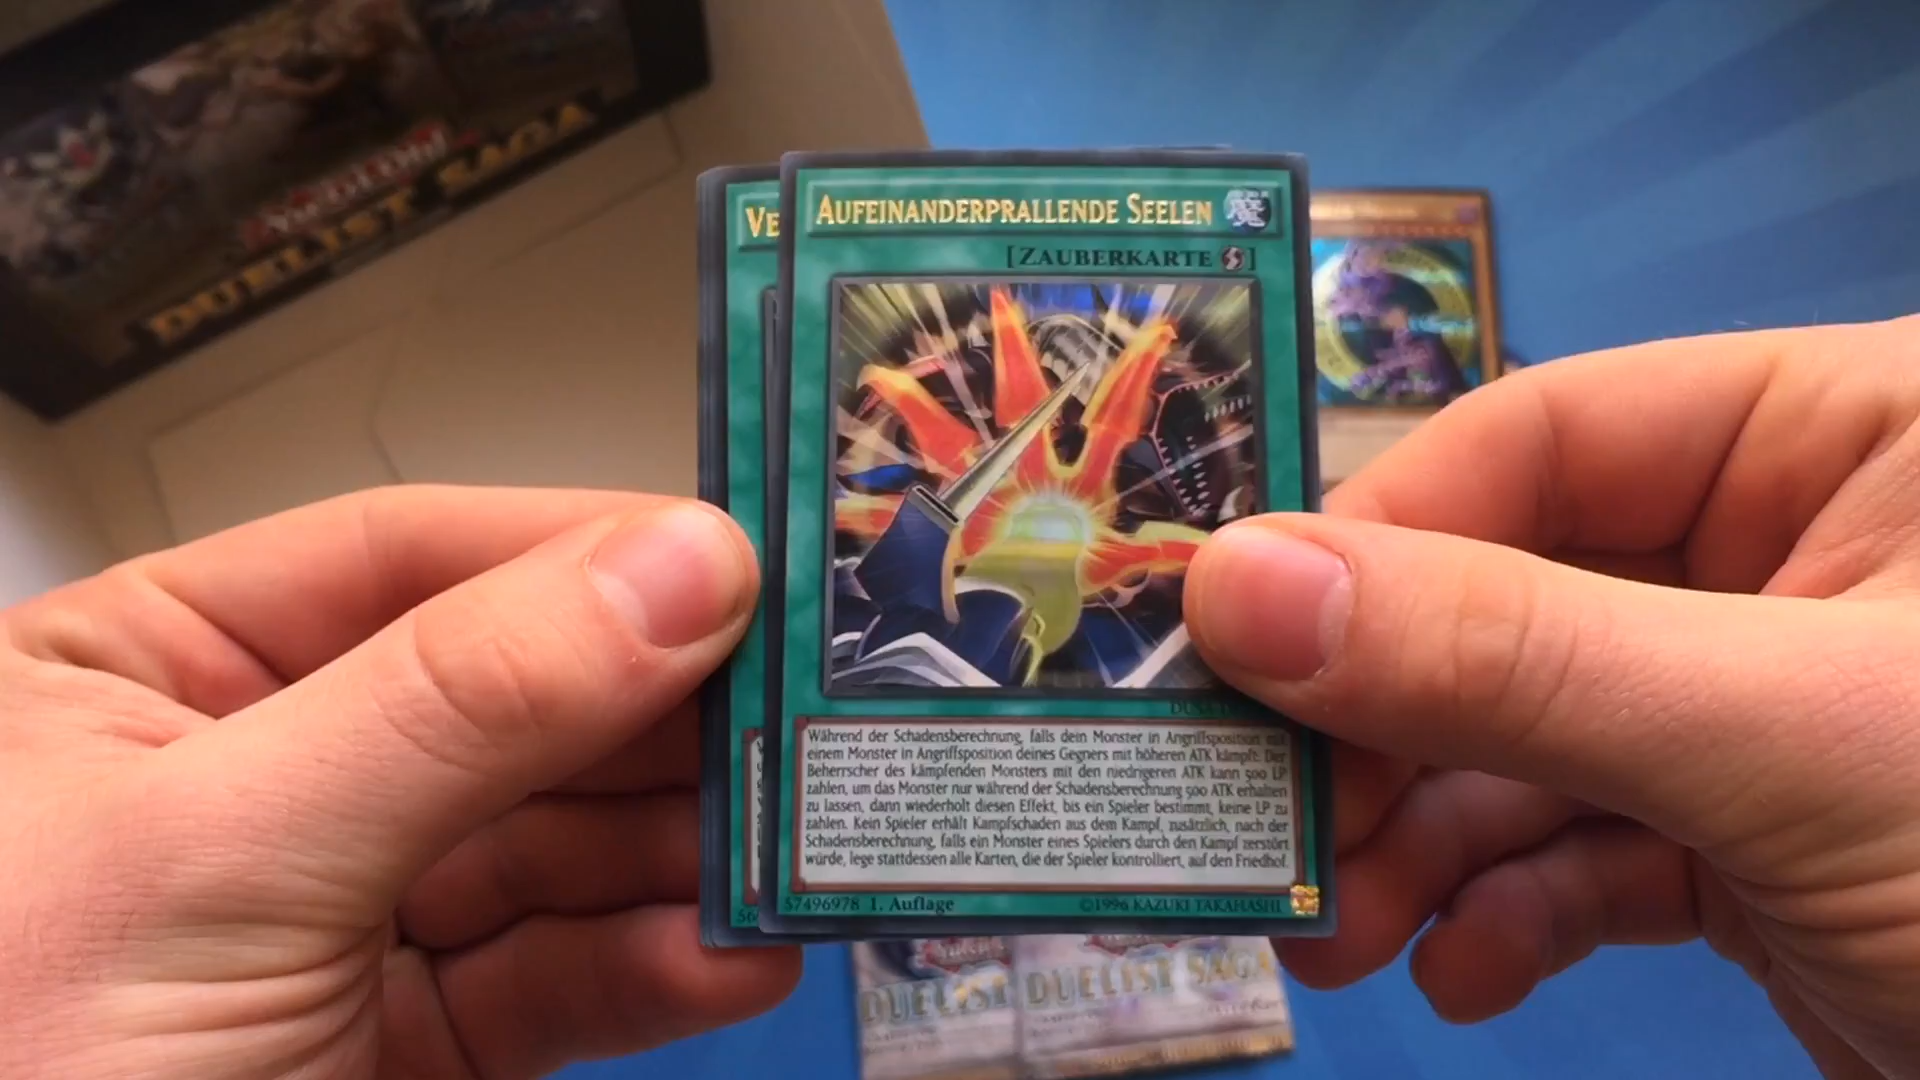 DUELIST SAGA
VE
AUFEINANDERPRALLENDE SEELEN
[ZAUBERKARTE]
Während der Schadensberechnung, falls dein Monster in Angriffsposition mit
einem Monster in Angriffsposition deines Gegners mit höheren ATK kämpft: Der
Beherrscher des kämpfenden Monsters mit den niedrigeren ATK kann 500 LP
zahlen, um das Monster nur während der Schadensberechnung 500 ATK erhalten
zu lassen, dann wiederholt diesen Effekt, bis ein Spieler bestimmt, keine LP zu
zahlen. Kein Spieler erhält Kampfschaden aus dem Kampf, zusätzlich, nach der
Schadensberechnung, falls ein Monster eines Spielers durch den Kampf zerstört
würde, lege stattdessen alle Karten, die der Spieler kontrolliert, auf den Friedhof.
57496978 1. Auflage ©1996 KAZUKI TAKAHASHI
DUELIST DUELIST SAGA